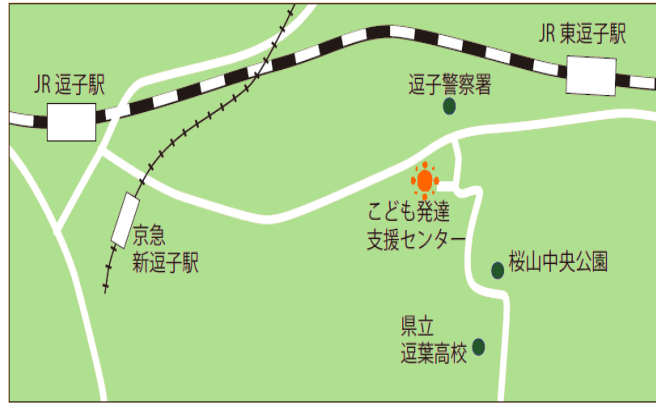 JR 東逗子駅
JR 逗子駅
逗子警察署
こども発達
支援センター
京急
新逗子駅
桜山中央公園
県立
逗葉高校